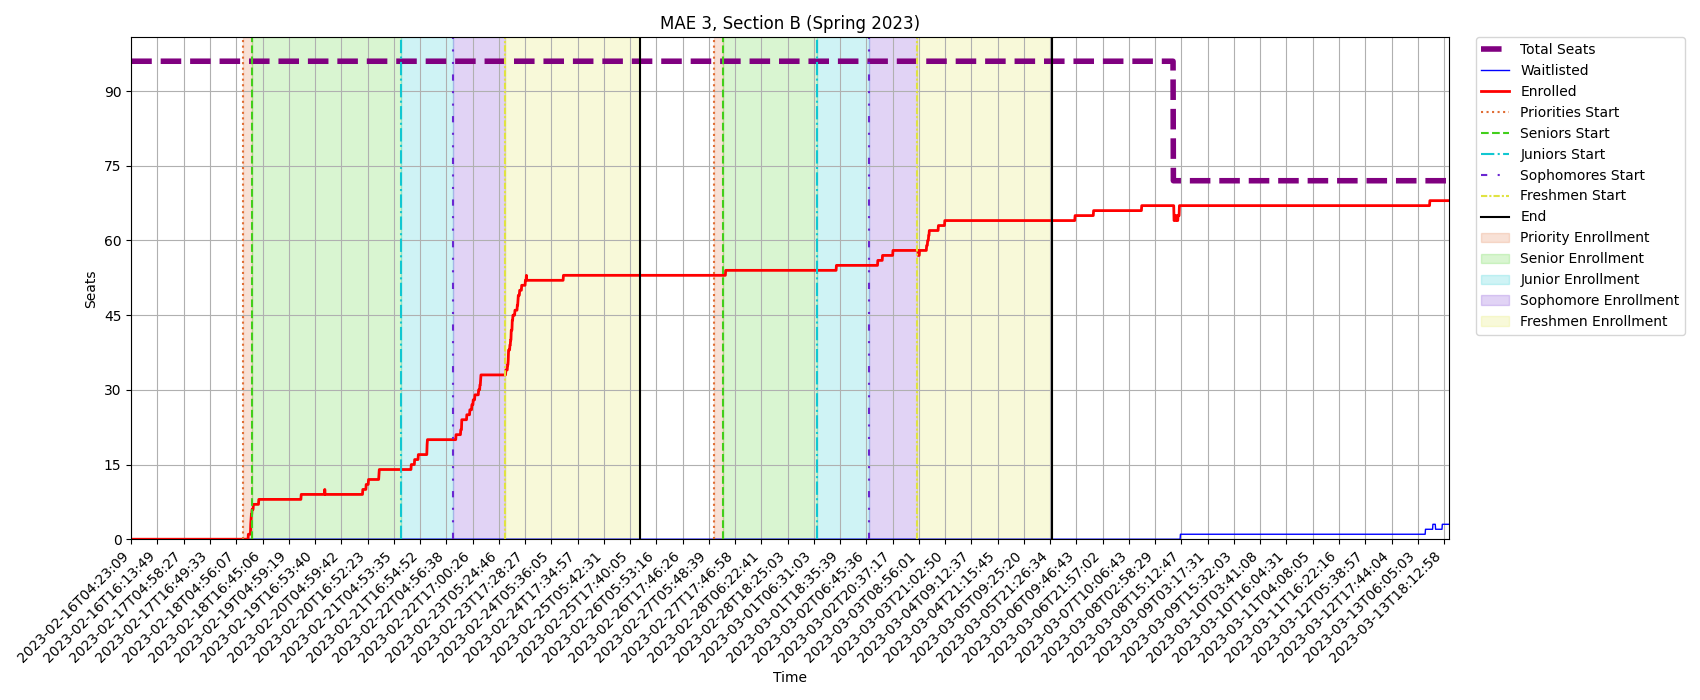 MAE 3, Section B (Spring 2023)
Seats
90
75
60
45
30
15
0
2023-02-16T04:23:09
2023-02-16T16:13:49
2023-02-17T04:58:27
2023-02-17T16:49:33
2023-02-18T04:56:07
2023-02-18T16:45:06
2023-02-19T04:59:19
2023-02-19T16:53:40
2023-02-20T04:59:42
2023-02-20T16:52:23
2023-02-21T04:53:35
2023-02-21T16:54:52
2023-02-22T04:56:38
2023-02-22T17:00:26
2023-02-23T05:24:46
2023-02-23T17:28:27
2023-02-24T05:36:05
2023-02-24T17:34:57
2023-02-25T05:42:31
2023-02-25T17:40:05
2023-02-26T05:53:16
2023-02-26T17:46:26
2023-02-27T05:48:39
2023-02-27T17:46:58
2023-02-28T06:22:41
2023-02-28T18:25:03
2023-03-01T06:31:03
2023-03-01T18:35:39
2023-03-02T06:45:36
2023-03-02T20:37:17
2023-03-03T08:56:01
2023-03-03T21:02:50
2023-03-04T09:12:37
2023-03-04T21:15:45
2023-03-05T09:25:20
2023-03-05T21:26:34
2023-03-06T09:46:43
2023-03-06T21:57:02
2023-03-07T10:06:43
2023-03-08T02:58:29
2023-03-08T15:12:47
2023-03-09T03:17:31
2023-03-09T15:32:03
2023-03-10T03:41:08
2023-03-10T16:04:31
2023-03-11T04:08:05
2023-03-11T16:22:16
2023-03-12T05:38:57
2023-03-12T17:44:04
2023-03-13T06:05:03
2023-03-13T18:12:58
Time
Total Seats
Waitlisted
Enrolled
Priorities Start
Seniors Start
Juniors Start
Sophomores Start
Freshmen Start
End
Priority Enrollment
Senior Enrollment
Junior Enrollment
Sophomore Enrollment
Freshmen Enrollment